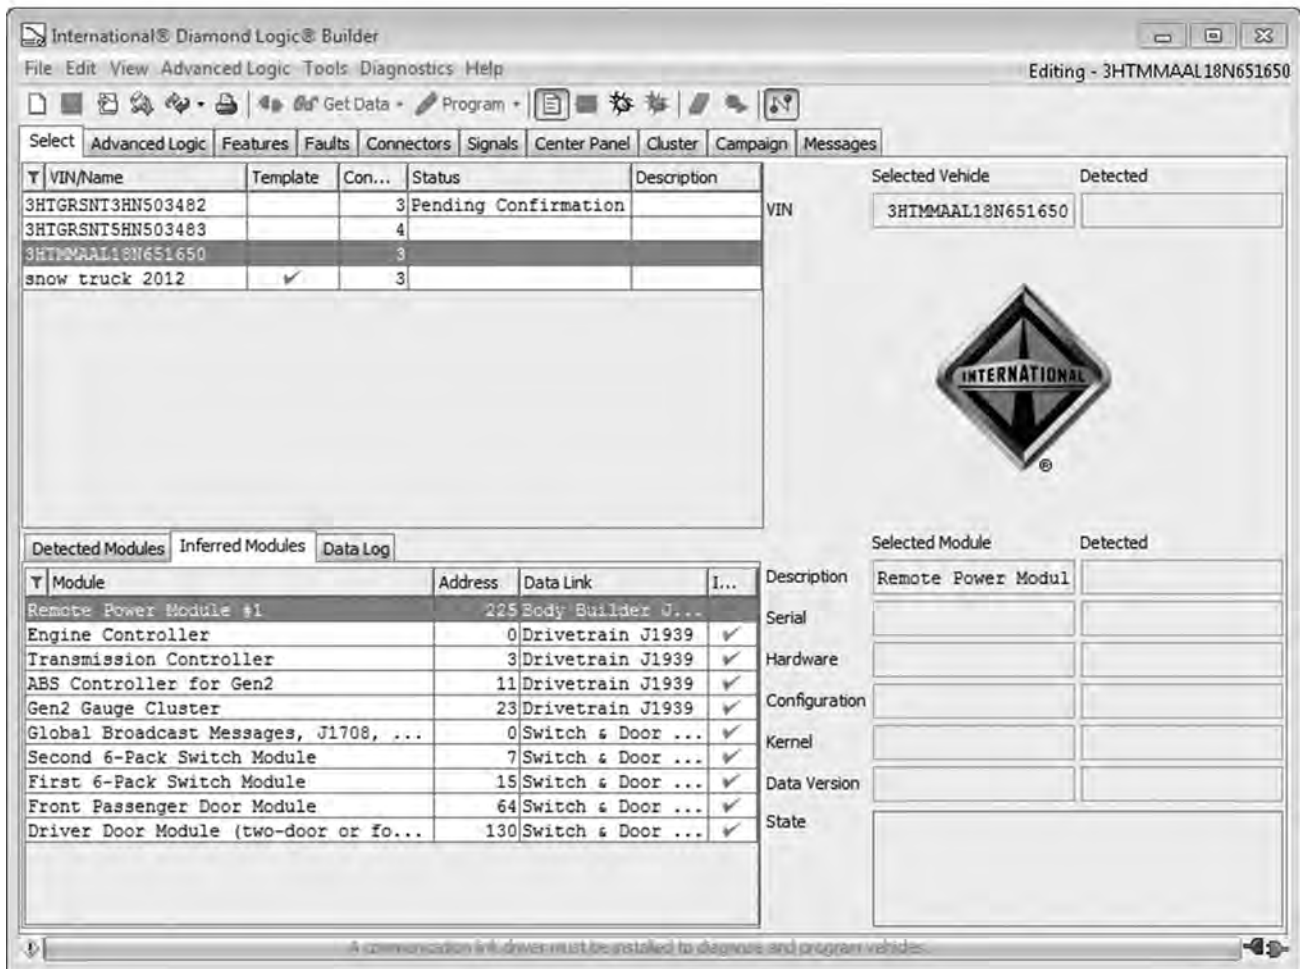 International® Diamond Logic® Builder
File Edit View Advanced Logic Tools Diagnostics Help
Editing - 3HTMMAAL18N651650
Get Data Program
Select Advanced Logic Features Faults Connectors Signals Center Panel Cluster Campaign Messages
VIN/Name Template Con... Status Description
3HTGRSNT3HN503482 3 Pending Confirmation
3HTGRSNT5HN503483 4
3HTMMAAL18N651650 3
snow truck 2012 ✓ 3
Selected Vehicle Detected
VIN 3HTMMAAL18N651650
INTERNATIONAL
®
Detected Modules Inferred Modules Data Log
Module Address Data Link I...
Remote Power Module #1 225 Body Builder J...
Engine Controller 0 Drivetrain J1939 ✓
Transmission Controller 3 Drivetrain J1939 ✓
ABS Controller for Gen2 11 Drivetrain J1939 ✓
Gen2 Gauge Cluster 23 Drivetrain J1939 ✓
Global Broadcast Messages, J1708, ... 0 Switch & Door ... ✓
Second 6-Pack Switch Module 7 Switch & Door ... ✓
First 6-Pack Switch Module 15 Switch & Door ... ✓
Front Passenger Door Module 64 Switch & Door ... ✓
Driver Door Module (two-door or fo... 130 Switch & Door ... ✓
Selected Module Detected
Description Remote Power Modul
Serial
Hardware
Configuration
Kernel
Data Version
State
A communication link driver must be installed to diagnose and program vehicles.